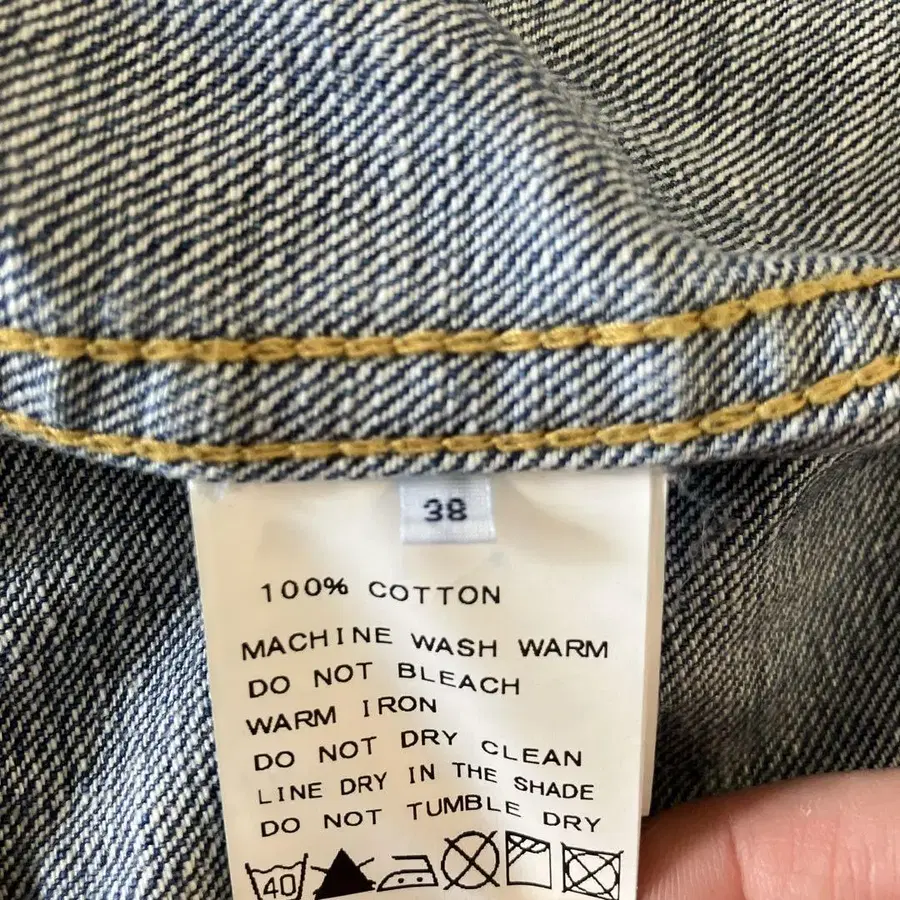 38
100% COTTON
MACHINE WASH WARM
DO NOT BLEACH
WARM IRON
DO NOT DRY CLEAN
LINE DRY IN THE SHADE
DO NOT TUMBLE DRY
40